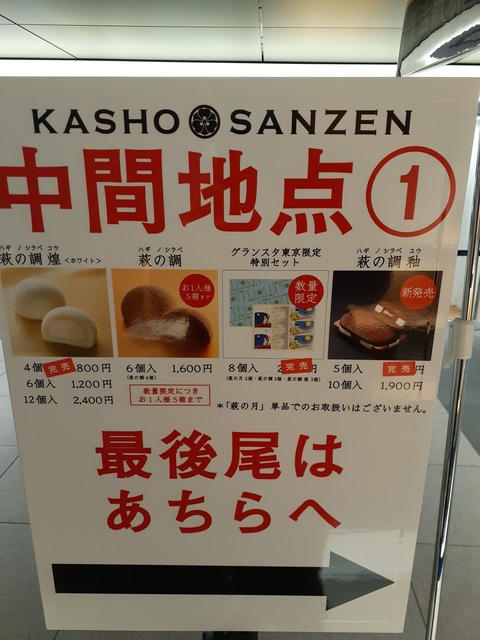 KASHO SANZEN
中間地点①
ハギ ノ シラベ コウ
萩の調 煌<ホワイト>
4個 完売 800円
6個入 1,200円
12個入 2,400円
ハギ ノ シラベ
萩の調
お1人様
5箱まで
6個入 1,600円
(萩の調6個)
数量限定につき
お1人様5箱まで
グランスタ東京限定
特別セット
数量
限定
8個入 2 完売 円
ハギ ノ シラベ ユウ
萩の調 釉
新発売
5個入 完売 円
10個入 1,900円
*「萩の月」単品でのお取扱いはございません。
最後尾は
あちらへ